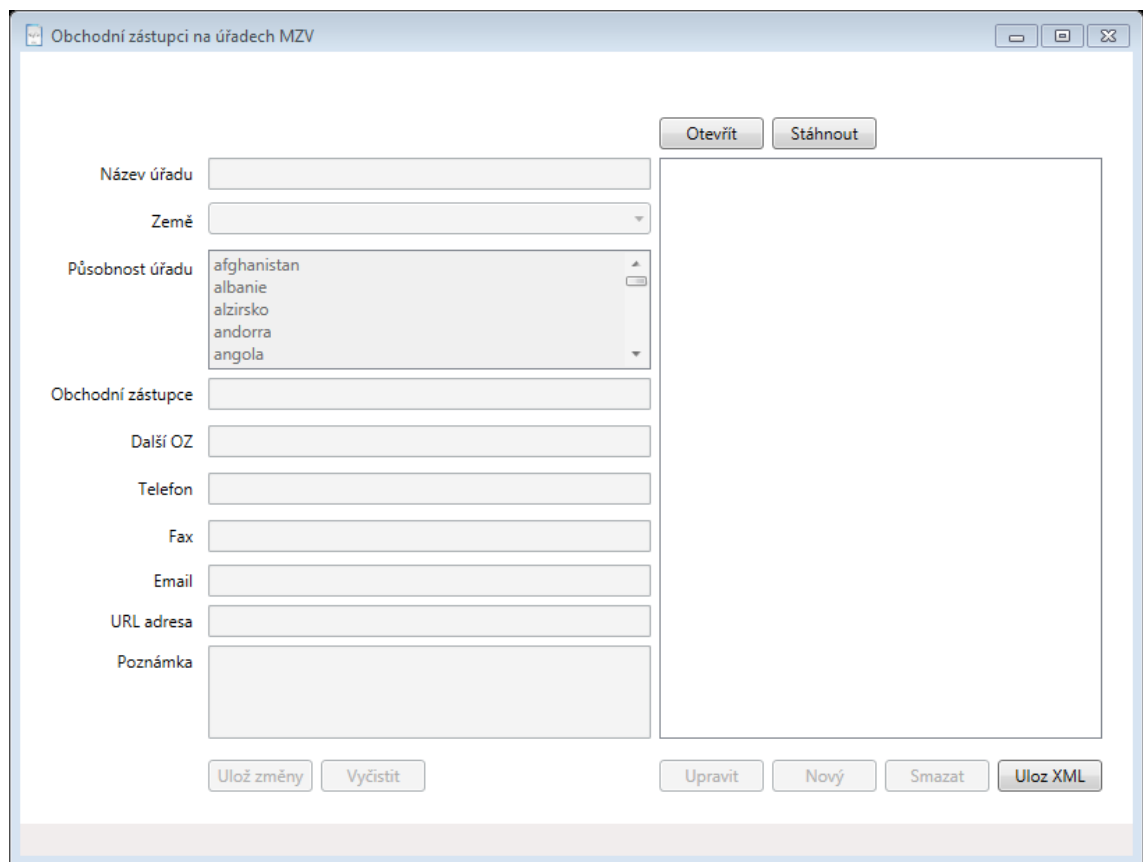 Obchodní zástupci na úřadech MZV
Otevřít
Stáhnout
Název úřadu
Země
Působnost úřadu
afghanistan
albanie
alzirsko
andorra
angola
Obchodní zástupce
Další OZ
Telefon
Fax
Email
URL adresa
Poznámka
Ulož změny
Vyčistit
Upravit
Nový
Smazat
Uloz XML